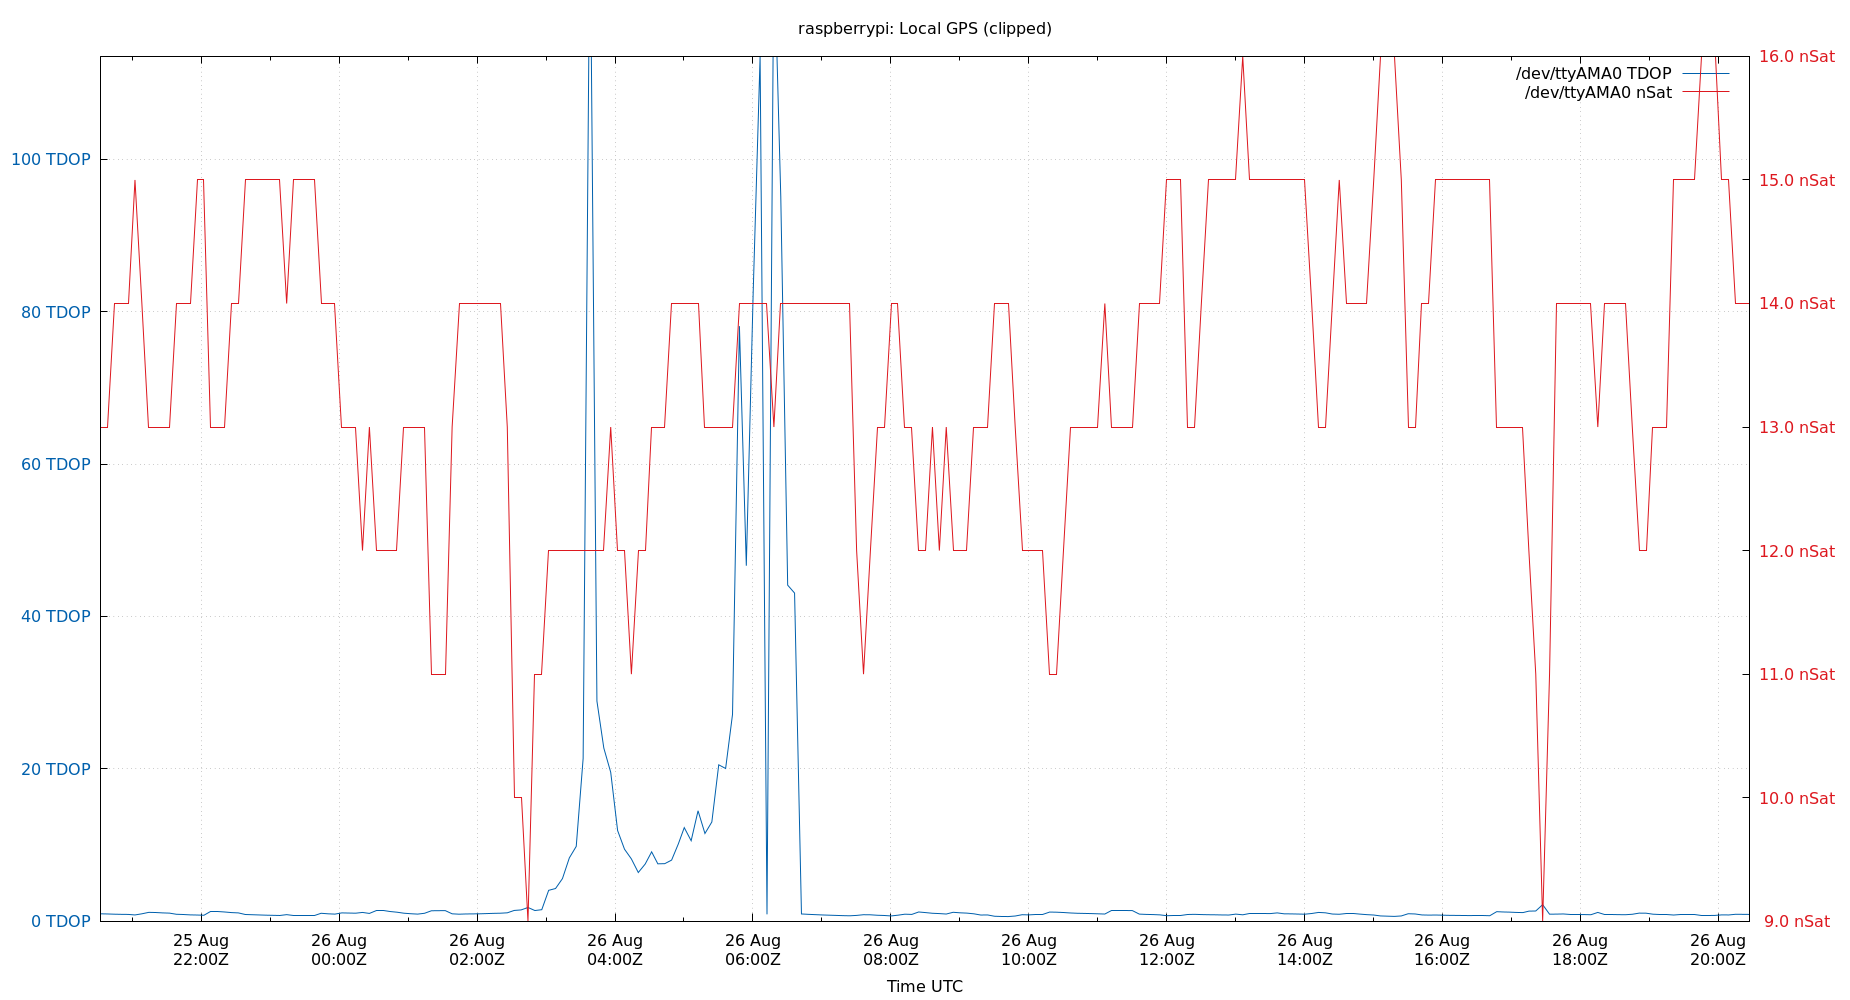 raspberrypi: Local GPS (clipped)
/dev/ttyAMA0 TDOP
/dev/ttyAMA0 nSat
100 TDOP
80 TDOP
60 TDOP
40 TDOP
20 TDOP
0 TDOP
16.0 nSat
15.0 nSat
14.0 nSat
13.0 nSat
12.0 nSat
11.0 nSat
10.0 nSat
9.0 nSat
25 Aug
22:00Z
26 Aug
00:00Z
26 Aug
02:00Z
26 Aug
04:00Z
26 Aug
06:00Z
26 Aug
08:00Z
26 Aug
10:00Z
26 Aug
12:00Z
26 Aug
14:00Z
26 Aug
16:00Z
26 Aug
18:00Z
26 Aug
20:00Z
Time UTC